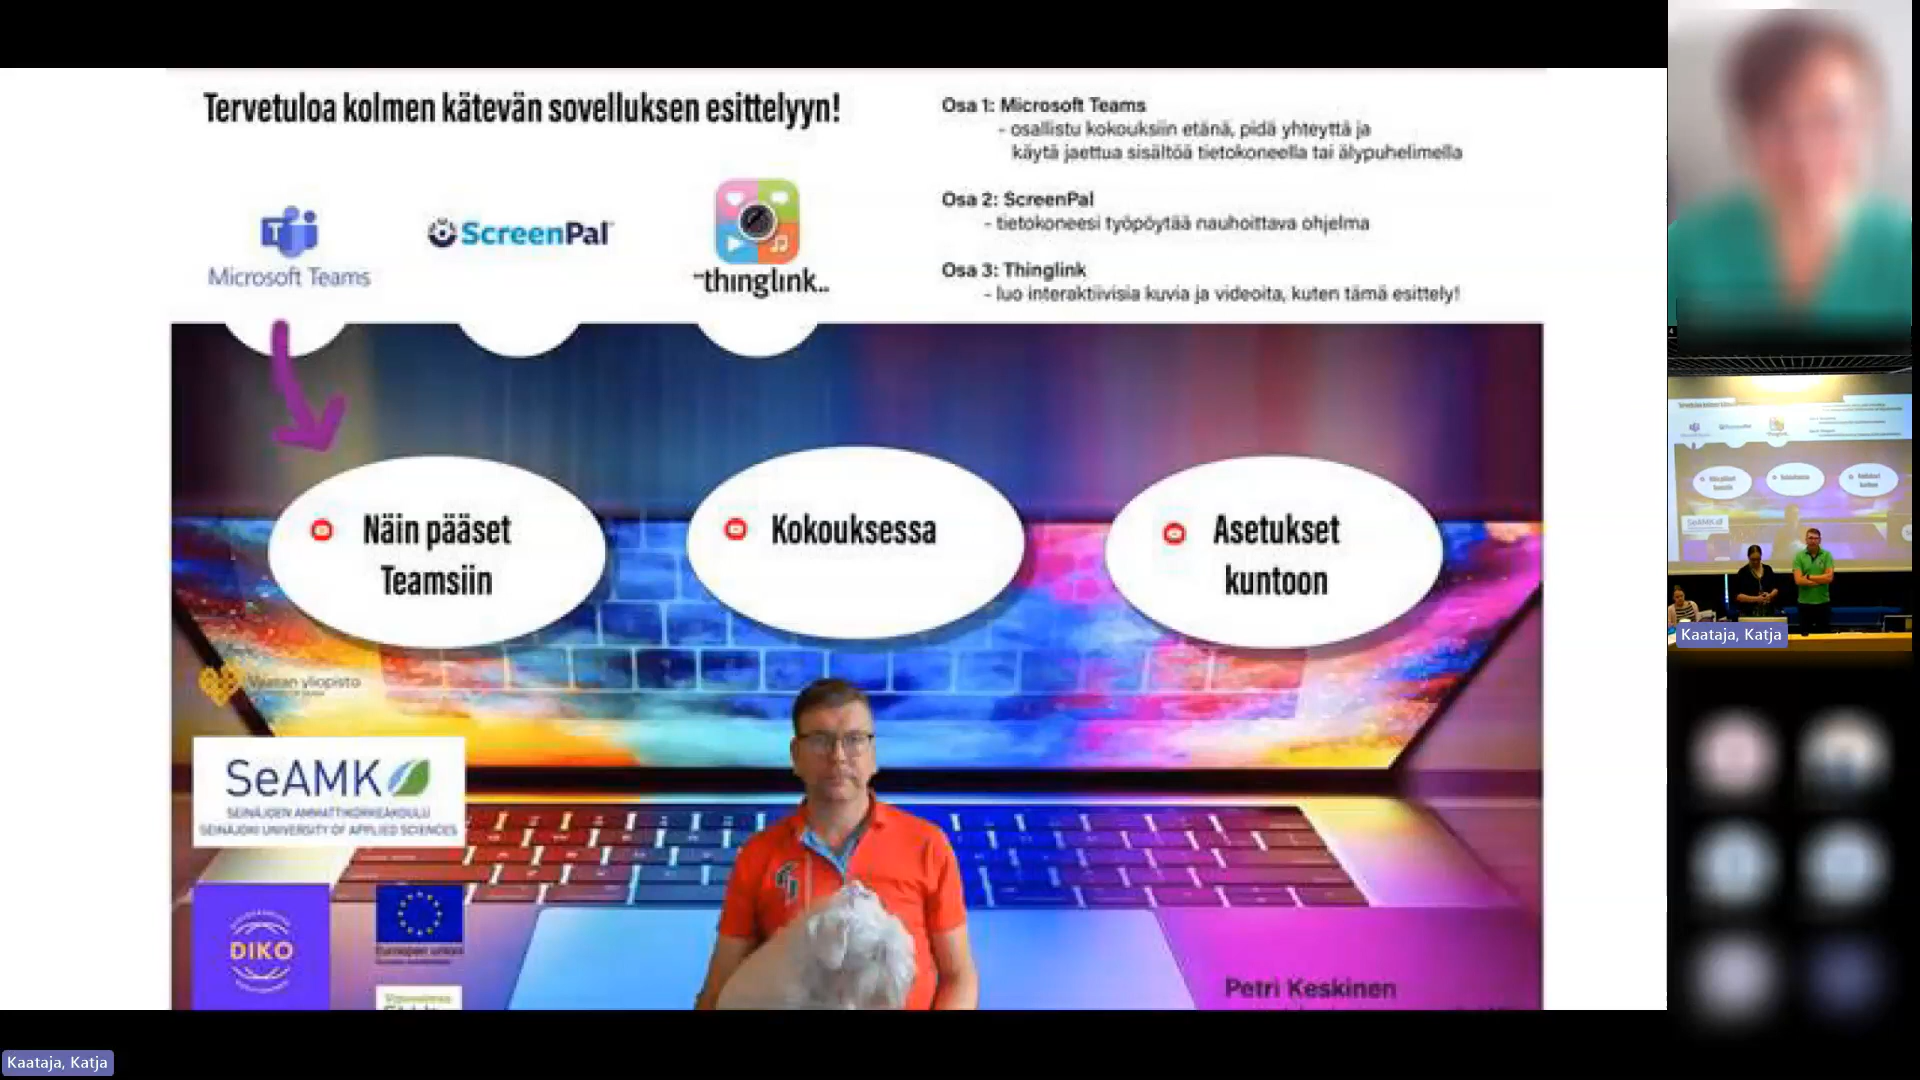 Tervetuloa kolmen kätevän sovelluksen esittelyyn!
Microsoft Teams
ScreenPal
thinglink..
Osa 1: Microsoft Teams
- osallistu kokouksiin etänä, pidä yhteyttä ja
käytä jaettua sisältöä tietokoneella tai älypuhelimella
Osa 2: ScreenPal
- tietokoneesi työpöytää nauhoittava ohjelma
Osa 3: Thinglink
- luo interaktiivisia kuvia ja videoita, kuten tämä esittely!
Näin pääset
Teamsiin
Kokouksessa
Asetukset
kuntoon
Vaasan yliopisto
SeAMK
SEINÄJOEN AMMATTIKORKEAKOULU
SEINÄJOKI UNIVERSITY OF APPLIED SCIENCES
DIKO
Euroopan unioni
Petri Keskinen
Kaataja, Katja
Kaataja, Katja